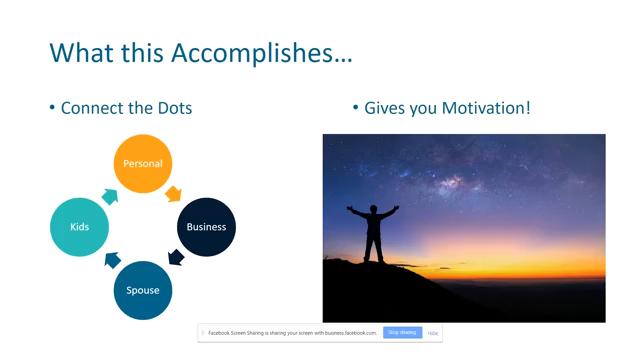 What this Accomplishes...
• Connect the Dots
• Gives you Motivation!
Personal
Kids
Business
Spouse
Facebook Screen Sharing is sharing your screen with business.facebook.com.
Stop sharing
Hide